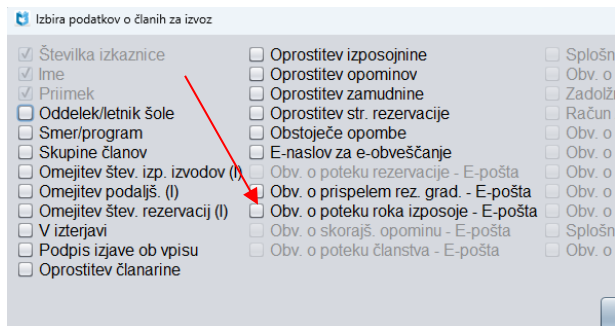 Izbira podatkov o članih za izvoz
Številka izkaznice
Ime
Priimek
Oddelek/letnik šole
Smer/program
Skupine članov
Omejitev štev. izp. izvodov (I)
Omejitev podaljš. (I)
Omejitev štev. rezervacij (I)
V izterjavi
Podpis izjave ob vpisu
Oprostitev članarine
Oprostitev izposojnine
Oprostitev opominov
Oprostitev zamudnine
Oprostitev str. rezervacije
Obstoječe opombe
E-naslov za e-obveščanje
Obv. o poteku rezervacije - E-pošta
Obv. o prispelem rez. grad. - E-pošta
Obv. o poteku roka izposoje - E-pošta
Obv. o skorajš. opominu - E-pošta
Obv. o poteku članstva - E-pošta
Obv. o
Račun
Obv. o
Obv. o
Obv. o
Obv. o
Obv. o
Obv. o